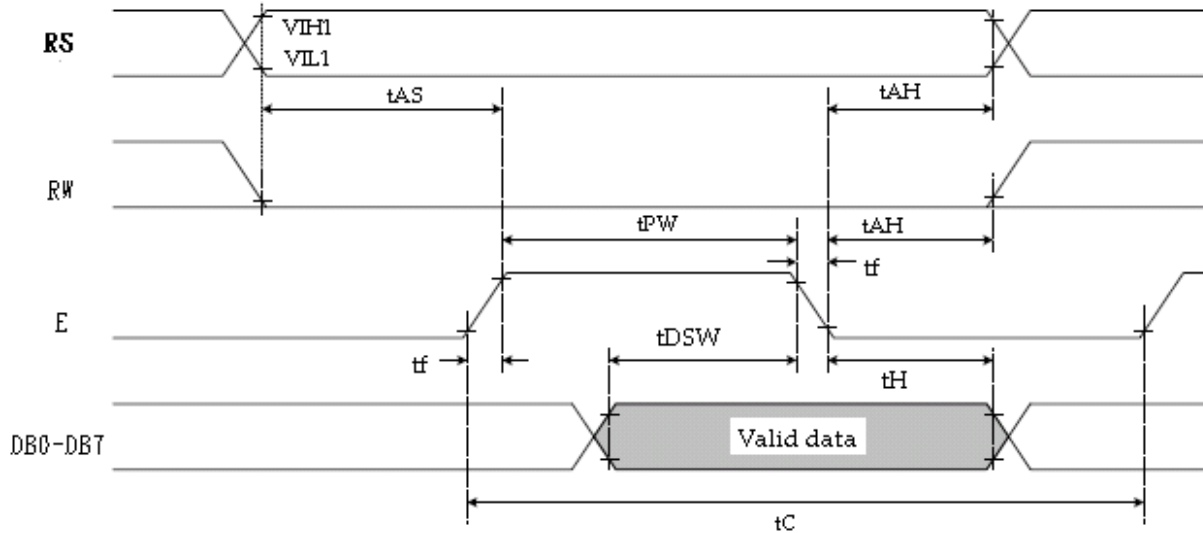 RS
VIH1
VIL1
tAS
tAH
RW
tPW
tAH
tf
E
tDSW
tf
tH
DB0-DB7
Valid data
tC